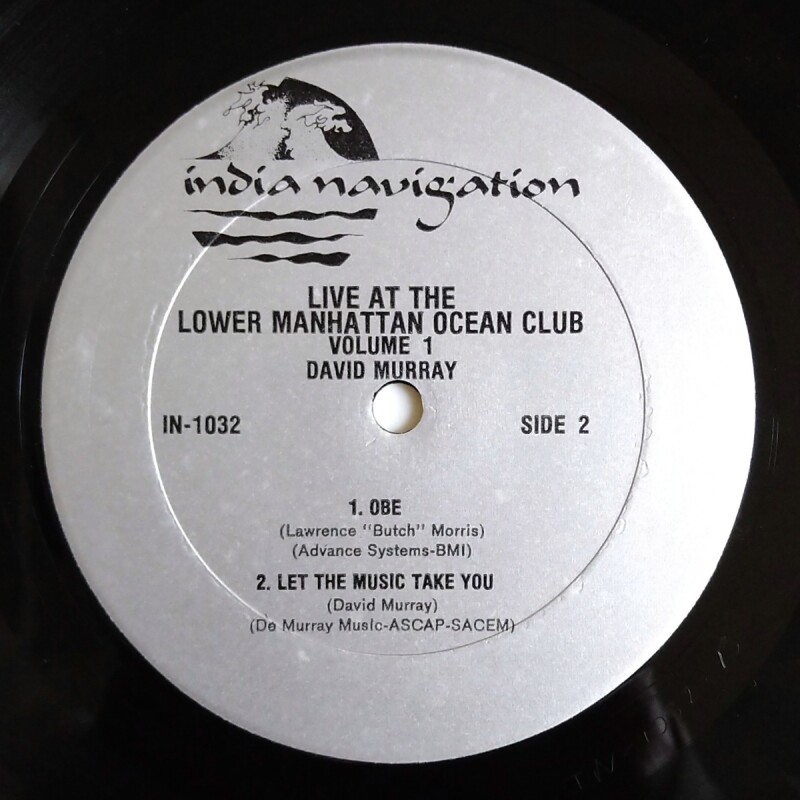 india navigation
LIVE AT THE
LOWER MANHATTAN OCEAN CLUB
VOLUME 1
DAVID MURRAY
IN-1032
SIDE 2
1. OBE
(Lawrence "Butch" Morris)
(Advance Systems-BMI)
2. LET THE MUSIC TAKE YOU
(David Murray)
(De Murray Music-ASCAP-SACEM)